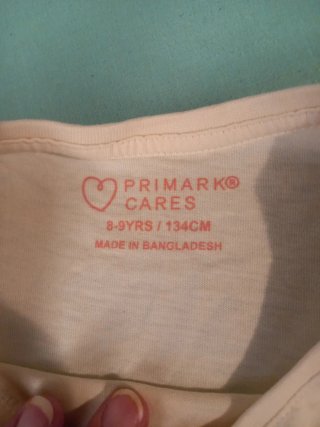 PRIMARK®
CARES
8-9YRS / 134CM
MADE IN BANGLADESH